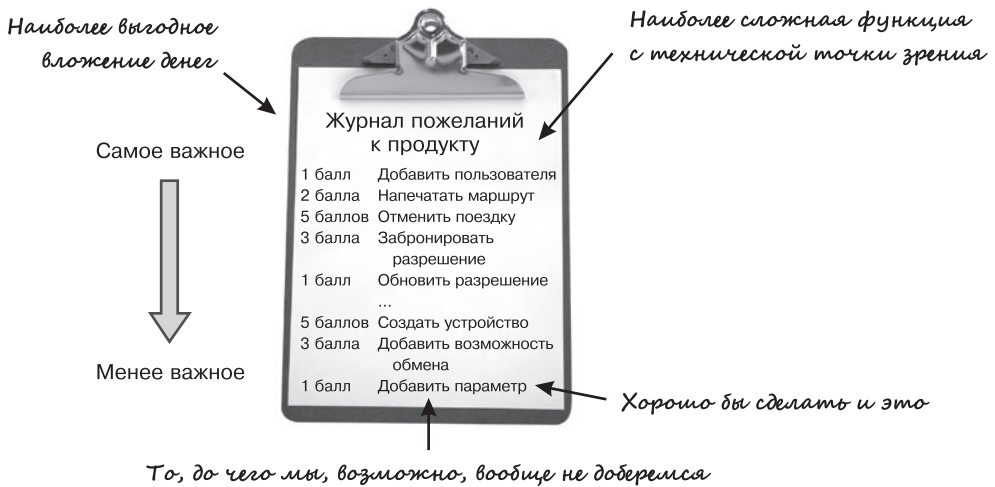 Наиболее выгодное
вложение денег
Наиболее сложная функция
с технической точки зрения
Самое важное
Менее важное
Журнал пожеланий
к продукту
1 балл Добавить пользователя
2 балла Напечатать маршрут
5 баллов Отменить поездку
3 балла Забронировать
разрешение
1 балл Обновить разрешение
...
5 баллов Создать устройство
3 балла Добавить возможность
обмена
1 балл Добавить параметр
Хорошо бы сделать и это
То, до чего мы, возможно, вообще не доберемся